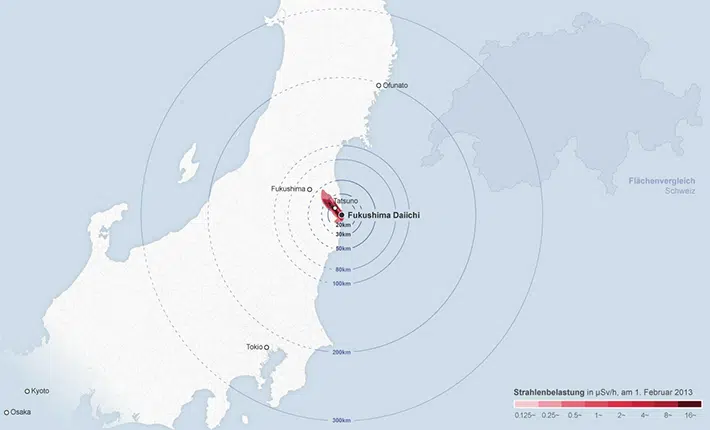 Ofunato
Flächenvergleich
Schweiz
Fukushima
Tatsuno
Fukushima Daiichi
20km
30km
50km
80km
100km
Tokio
200km
Kyoto
Osaka
300km
Strahlenbelastung in µSv/h, am 1. Februar 2013
0.125~ 0.25~ 0.5~ 1~ 2~ 4~ 8~ 16~